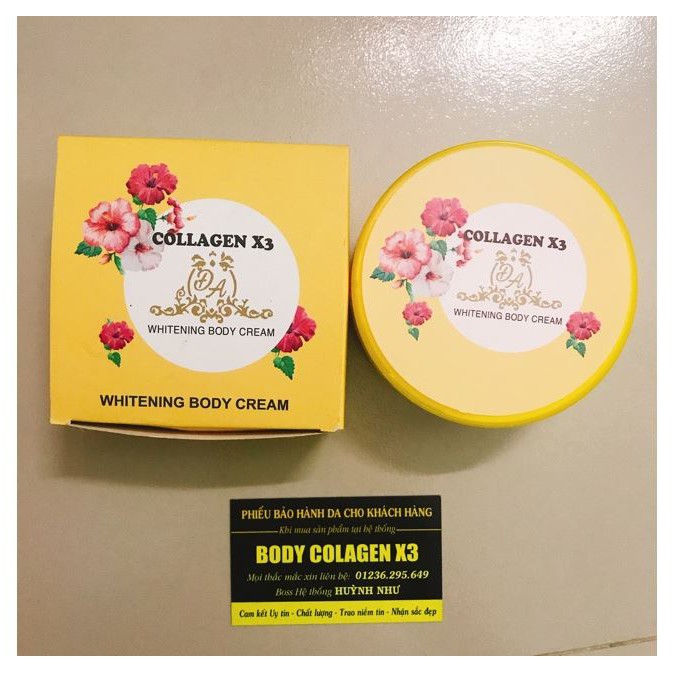 COLLAGEN X3
ĐA
WHITENING BODY CREAM
WHITENING BODY CREAM
COLLAGEN X3
ĐA
WHITENING BODY CREAM
PHIẾU BẢO HÀNH DA CHO KHÁCH HÀNG
Khi mua sản phẩm tại hệ thống
BODY COLAGEN X3
Mọi thắc mắc xin liên hệ: 01236.295.649
Boss Hệ thống HUỲNH NHƯ
Cam kết Uy tín - Chất lượng - Trao niềm tin - Nhận sắc đẹp